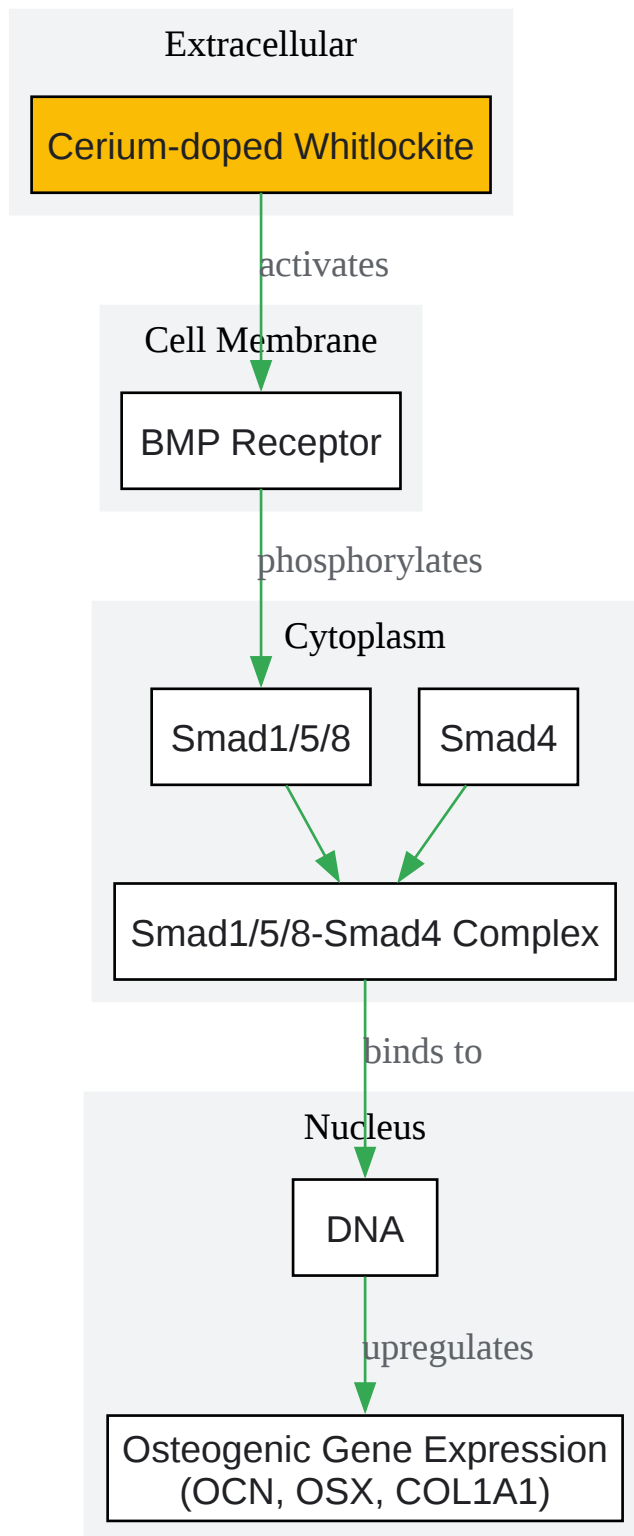 Extracellular
Cerium-doped Whitlockite
activates
Cell Membrane
BMP Receptor
phosphorylates
Cytoplasm
Smad1/5/8
Smad4
Smad1/5/8-Smad4 Complex
binds to
Nucleus
DNA
upregulates
Osteogenic Gene Expression
(OCN, OSX, COL1A1)